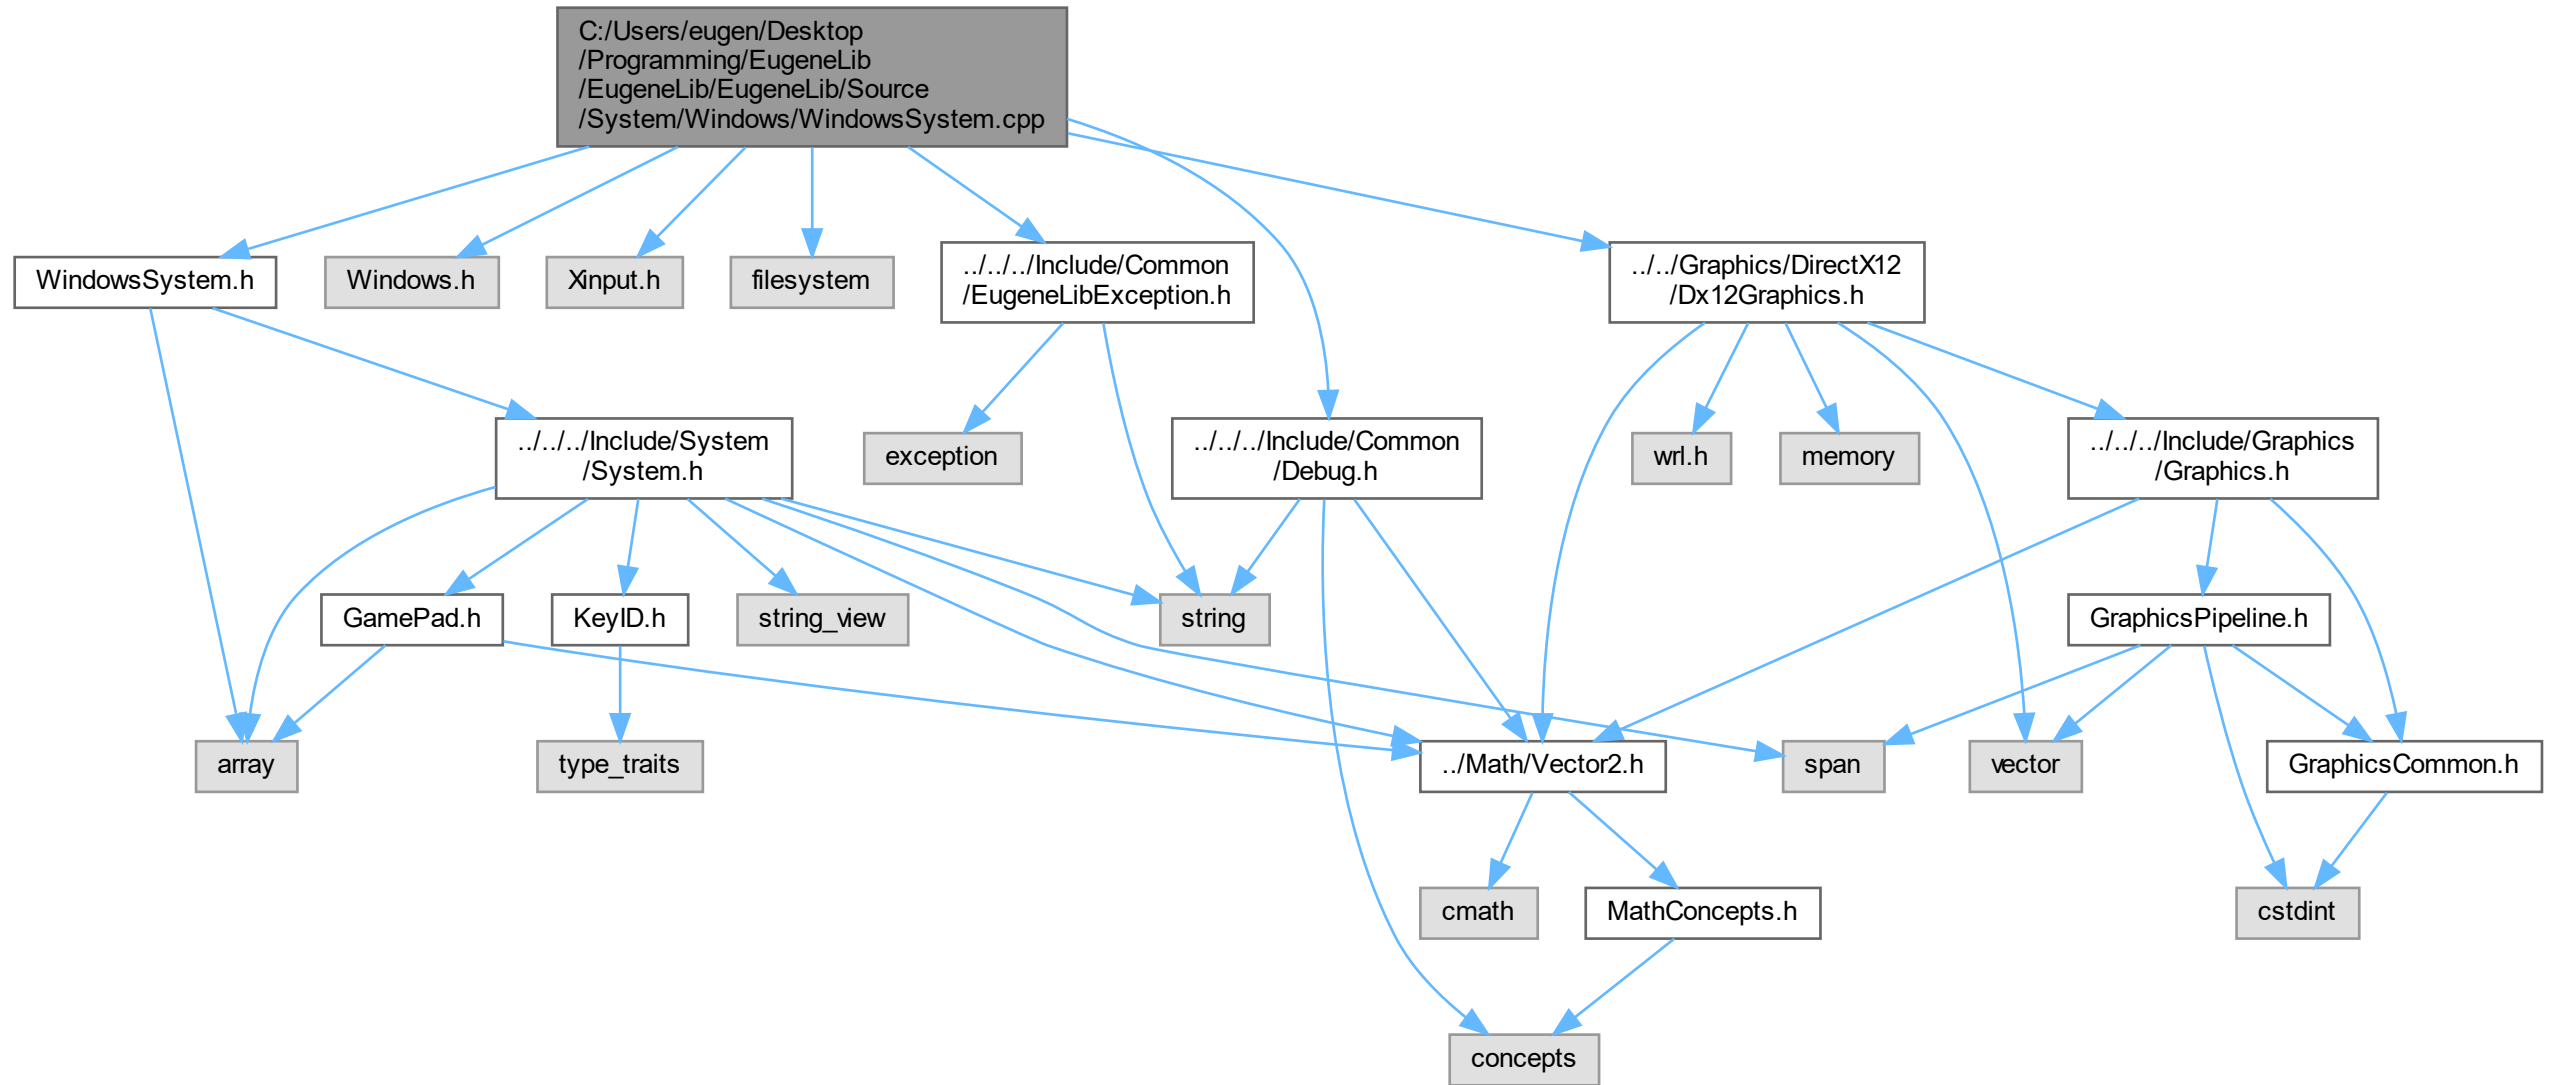 C:/Users/eugen/Desktop
/Programming/EugeneLib
/EugeneLib/EugeneLib/Source
/System/Windows/WindowsSystem.cpp
WindowsSystem.h
Windows.h
Xinput.h
filesystem
../../../Include/Common
/EugeneLibException.h
../../Graphics/DirectX12
/Dx12Graphics.h
../../../Include/System
/System.h
exception
../../../Include/Common
/Debug.h
wrl.h
memory
../../../Include/Graphics
/Graphics.h
GamePad.h
KeyID.h
string_view
string
GraphicsPipeline.h
array
type_traits
../Math/Vector2.h
span
vector
GraphicsCommon.h
cmath
MathConcepts.h
cstdint
concepts